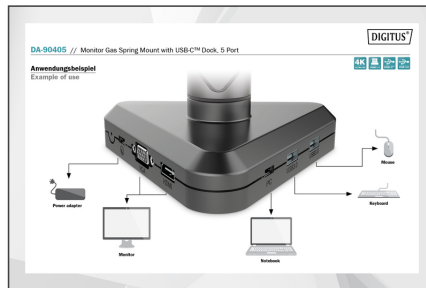 DIGITUS®
DA-90405 // Monitor Gas Spring Mount with USB-C™ Dock, 5 Port
4K
Anwendungsbeispiel
Example of use
Mouse
Power adapter
Keyboard
Monitor
Notebook